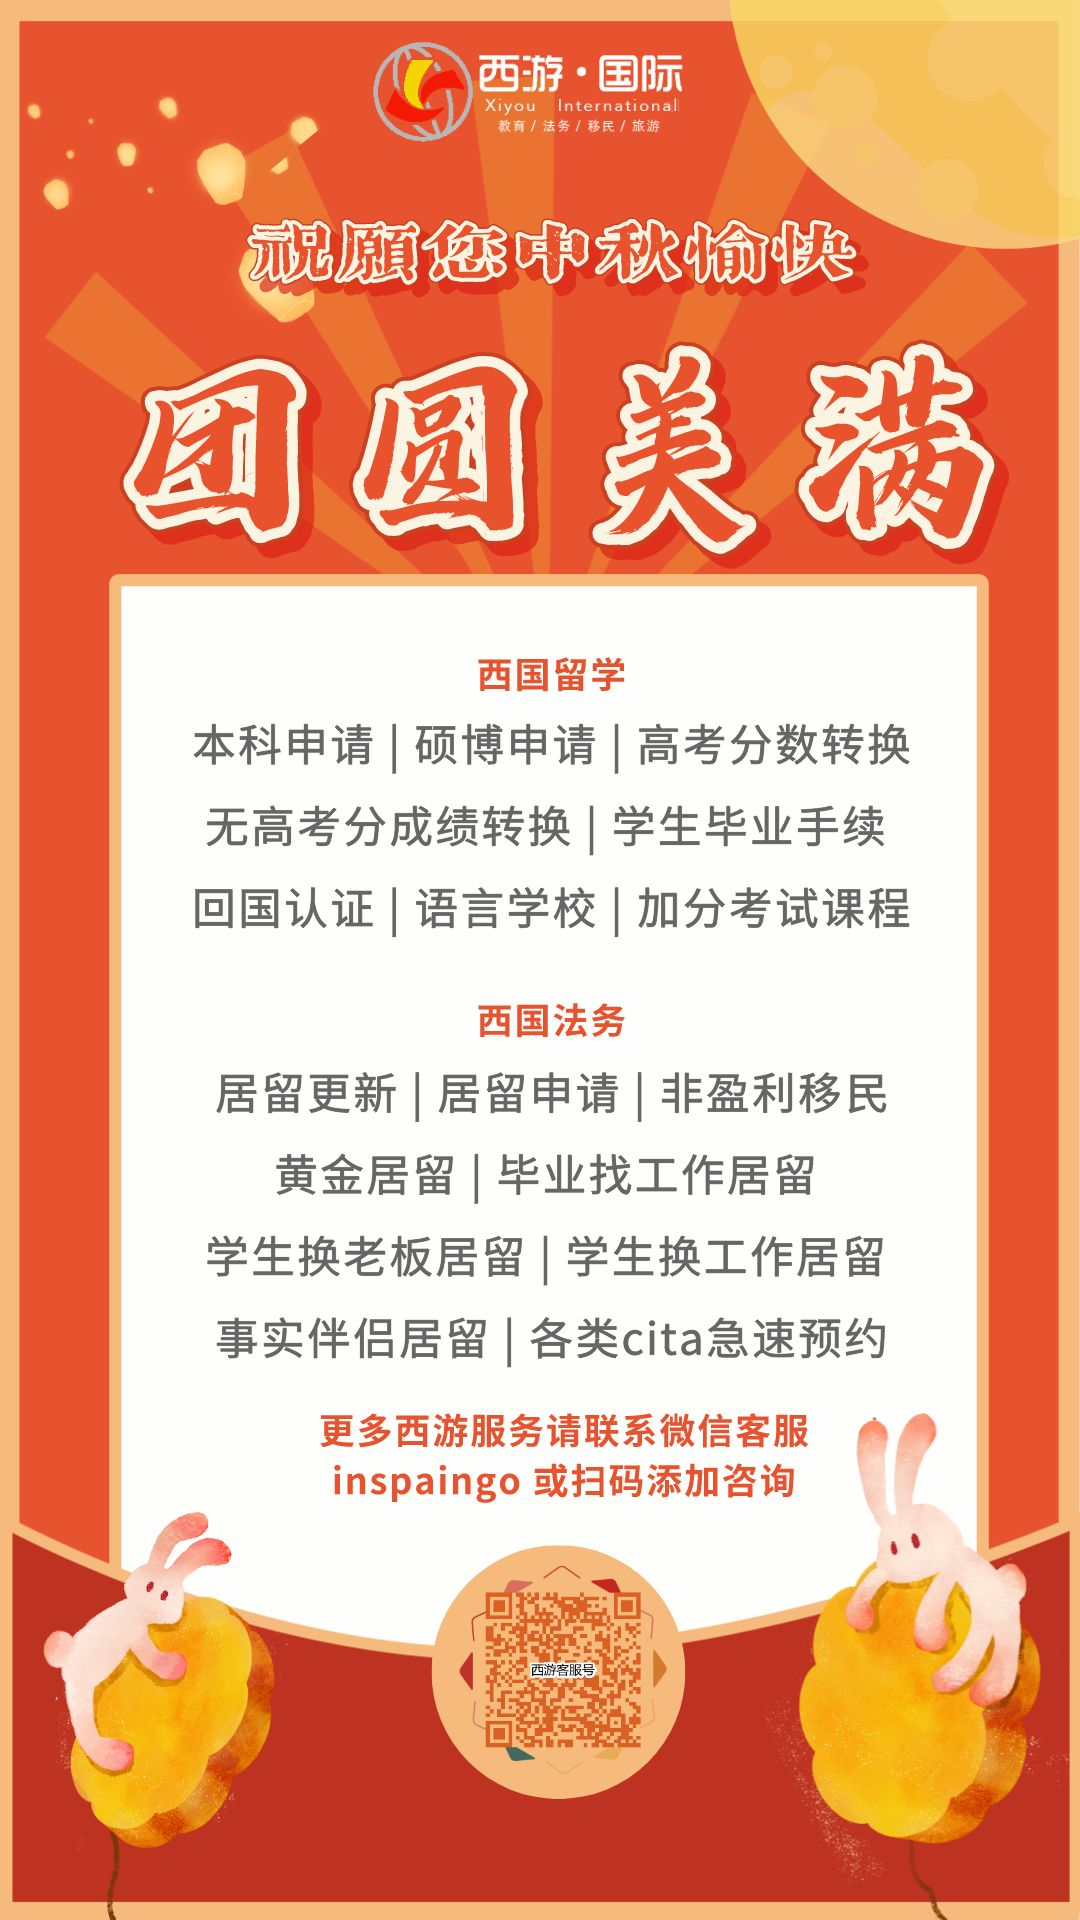 西游·国际
Xiyou International
教育 / 法务 / 移民 / 旅游
祝願您中秋愉快
团圆美满
西国留学
本科申请 | 硕博申请 | 高考分数转换
无高考分成绩转换 | 学生毕业手续
回国认证 | 语言学校 | 加分考试课程
西国法务
居留更新 | 居留申请 | 非盈利移民
黄金居留 | 毕业找工作居留
学生换老板居留 | 学生换工作居留
事实伴侣居留 | 各类cita急速预约
更多西游服务请联系微信客服
inspaingo 或扫码添加咨询
西游客服号